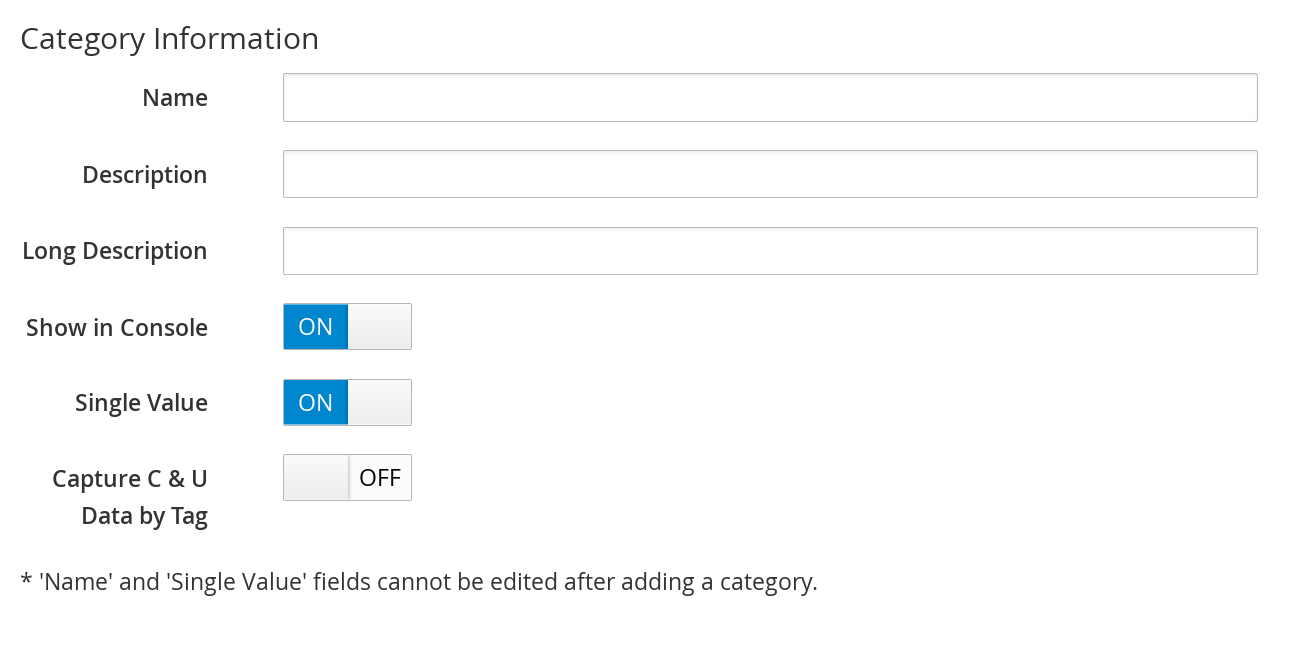 Category Information
Name
Description
Long Description
Show in Console
ON
Single Value
ON
Capture C & U
OFF
Data by Tag
* 'Name' and 'Single Value' fields cannot be edited after adding a category.